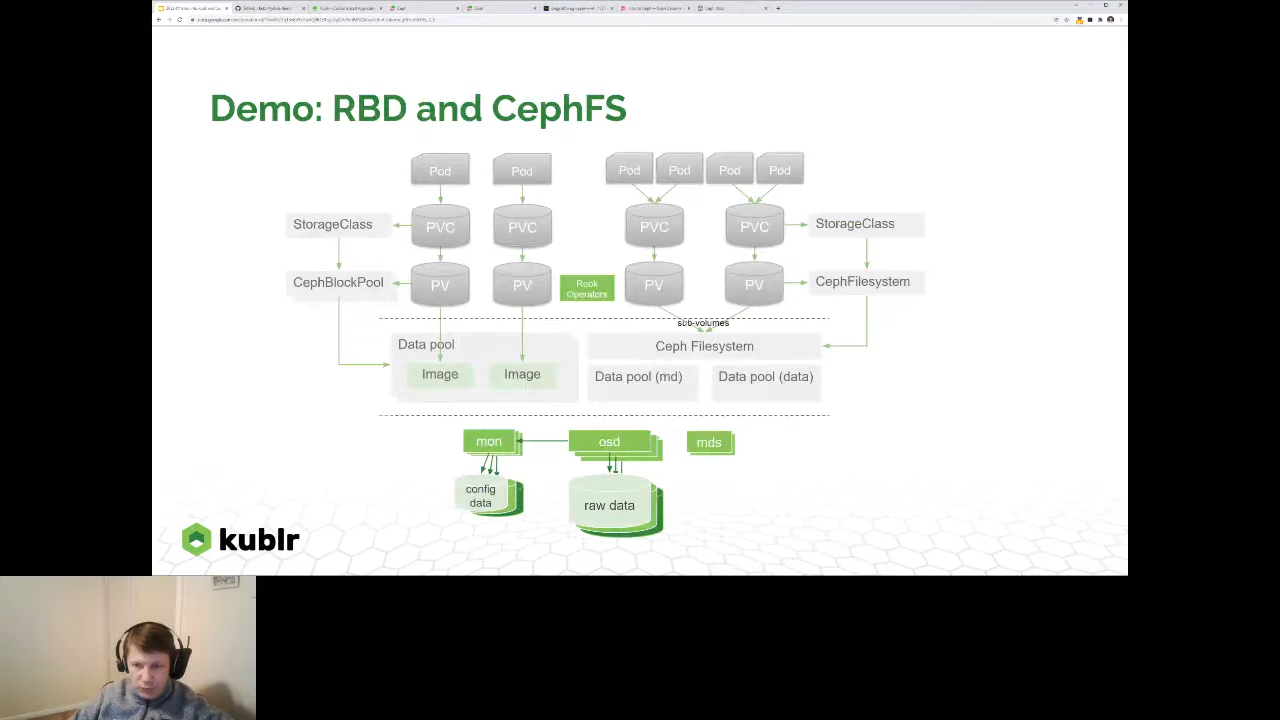 Demo: RBD and CephFS
Pod
Pod
Pod
Pod
Pod
Pod
StorageClass
PVC
PVC
PVC
PVC
StorageClass
CephBlockPool
PV
PV
Rook
Operators
PV
PV
CephFilesystem
sub-volumes
Data pool
Ceph Filesystem
Image
Image
Data pool (md)
Data pool (data)
mon
osd
mds
config
data
raw data
kublr